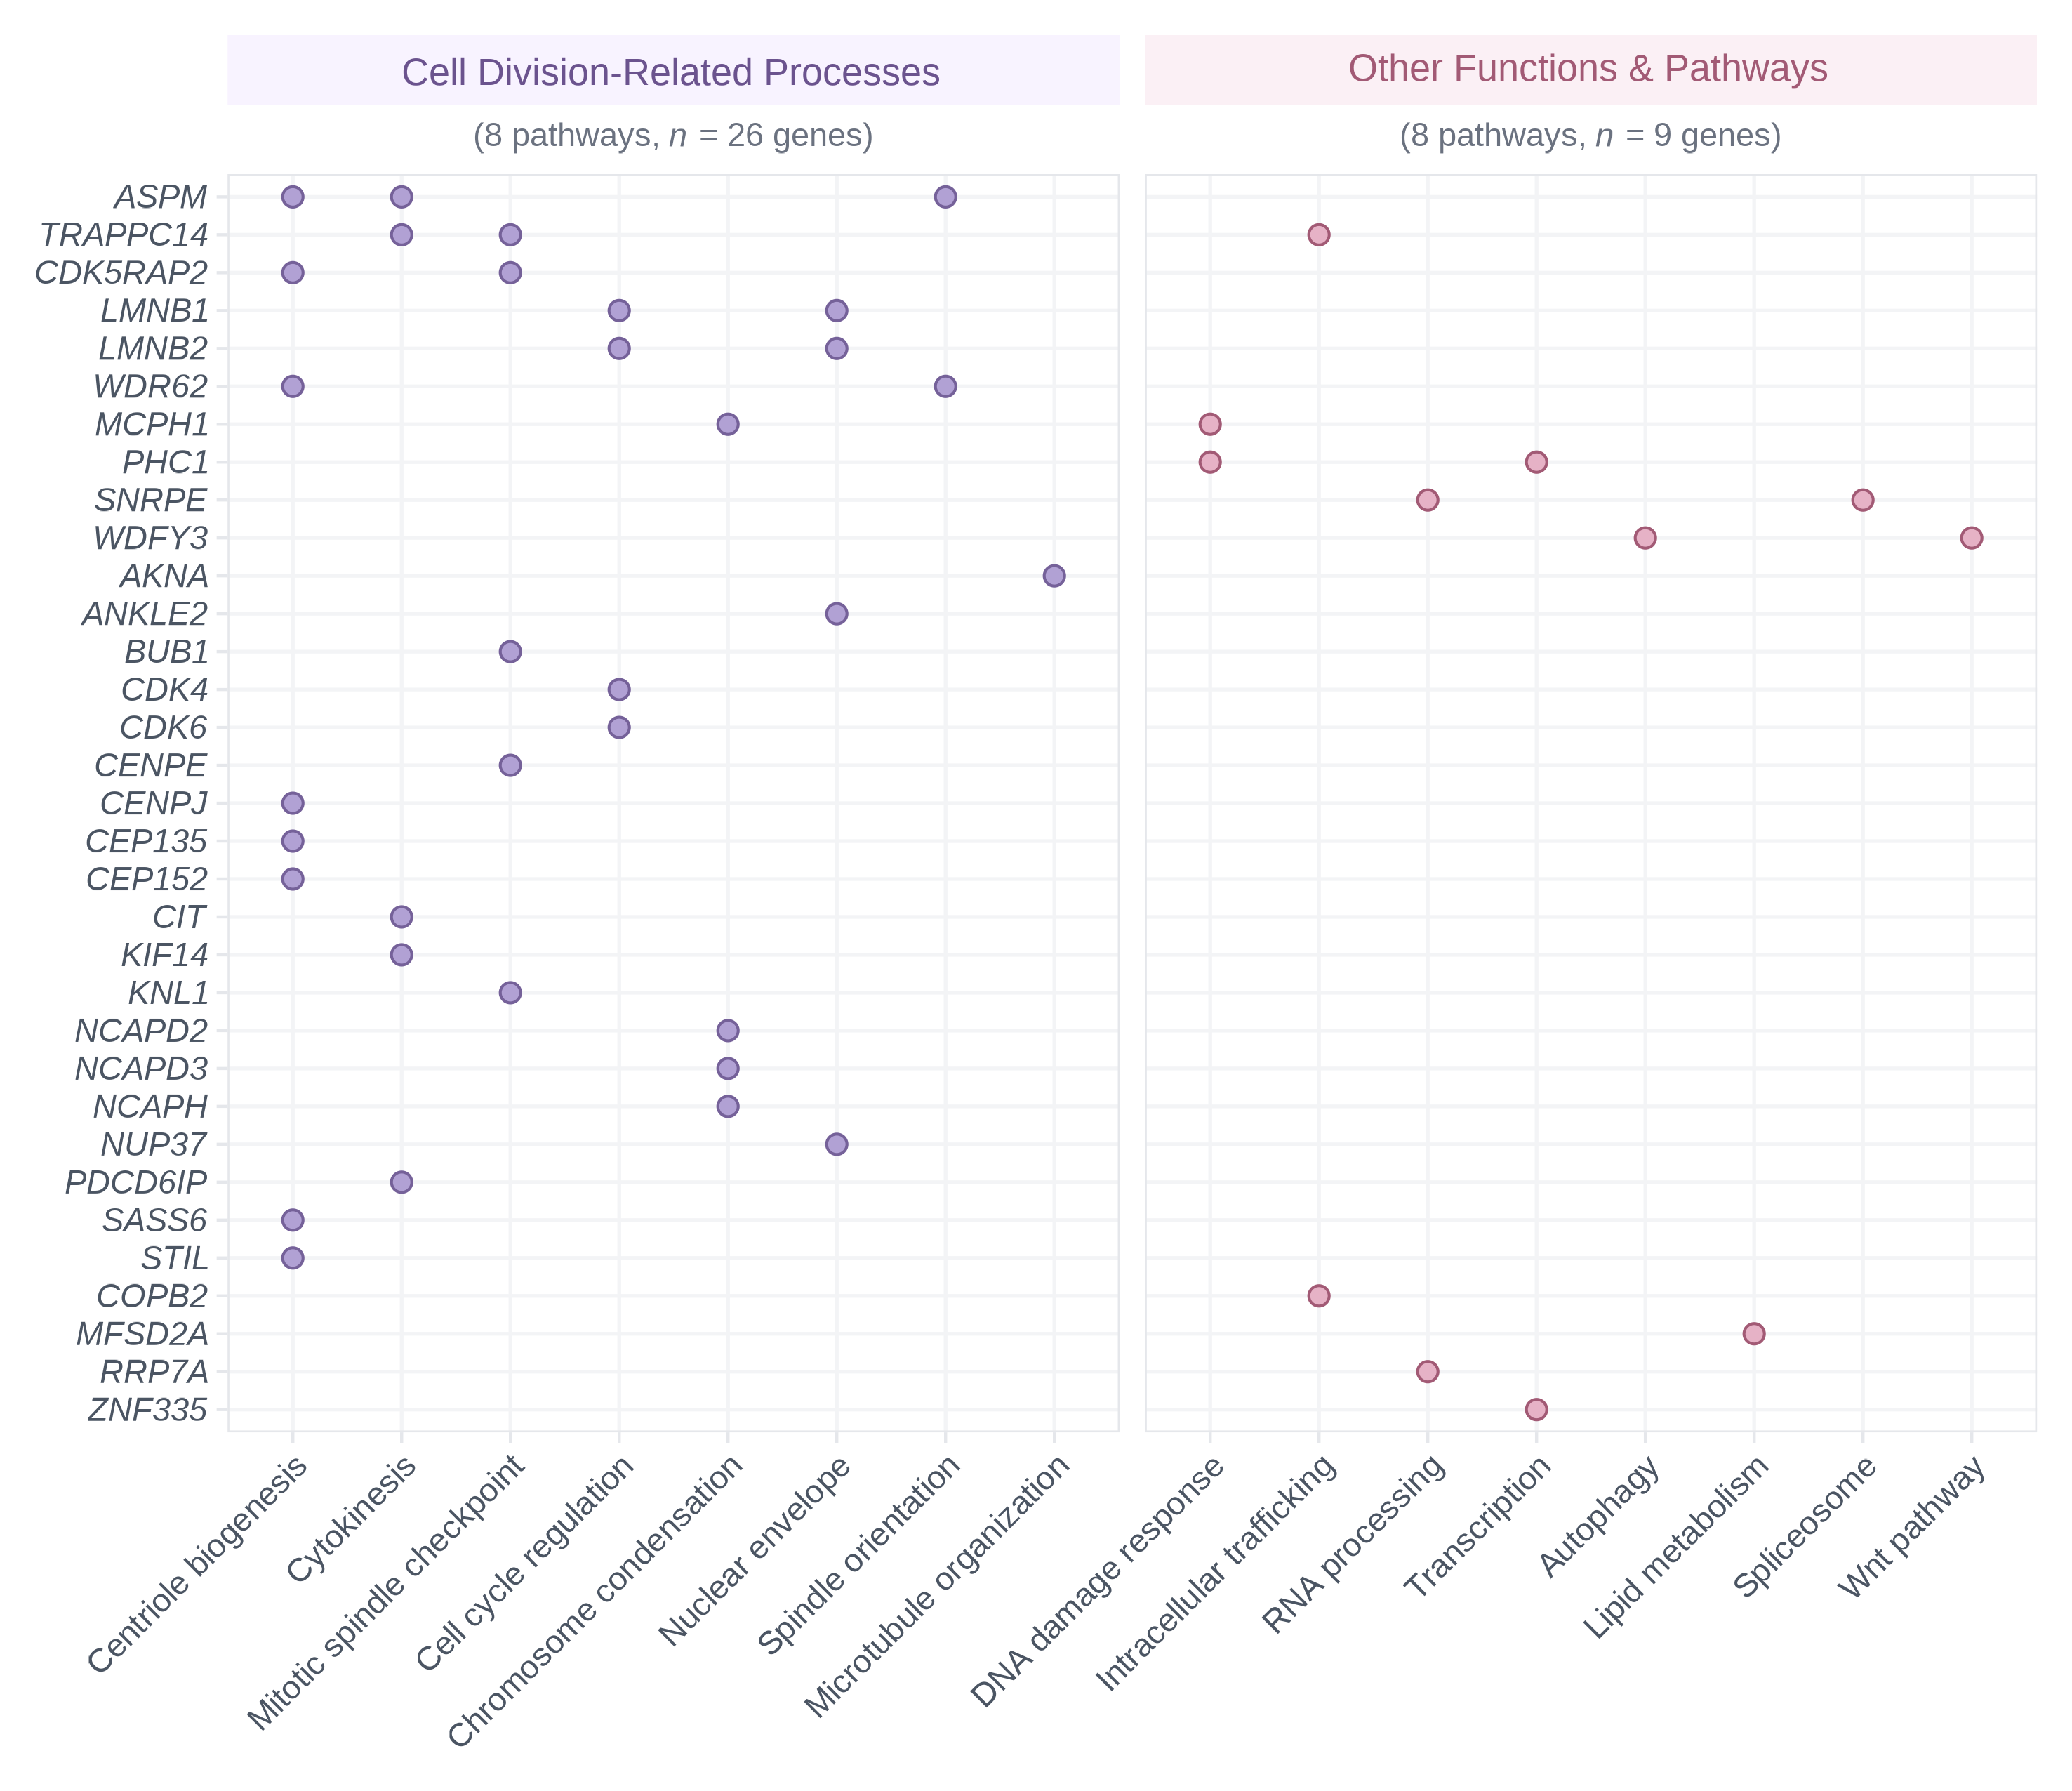 Cell Division-Related Processes
Other Functions & Pathways
(8 pathways, n = 26 genes)
(8 pathways, n = 9 genes)
ASPM
TRAPPC14
CDK5RAP2
LMNB1
LMNB2
WDR62
MCPH1
PHC1
SNRPE
WDFY3
AKNA
ANKLE2
BUB1
CDK4
CDK6
CENPE
CENPJ
CEP135
CEP152
CIT
KIF14
KNL1
NCAPD2
NCAPD3
NCAPH
NUP37
PDCD6IP
SASS6
STIL
COPB2
MFSD2A
RRP7A
ZNF335
Centriole biogenesis
Cytokinesis
Mitotic spindle checkpoint
Cell cycle regulation
Chromosome condensation
Nuclear envelope
Spindle orientation
Microtubule organization
DNA damage response
Intracellular trafficking
RNA processing
Transcription
Autophagy
Lipid metabolism
Spliceosome
Wnt pathway